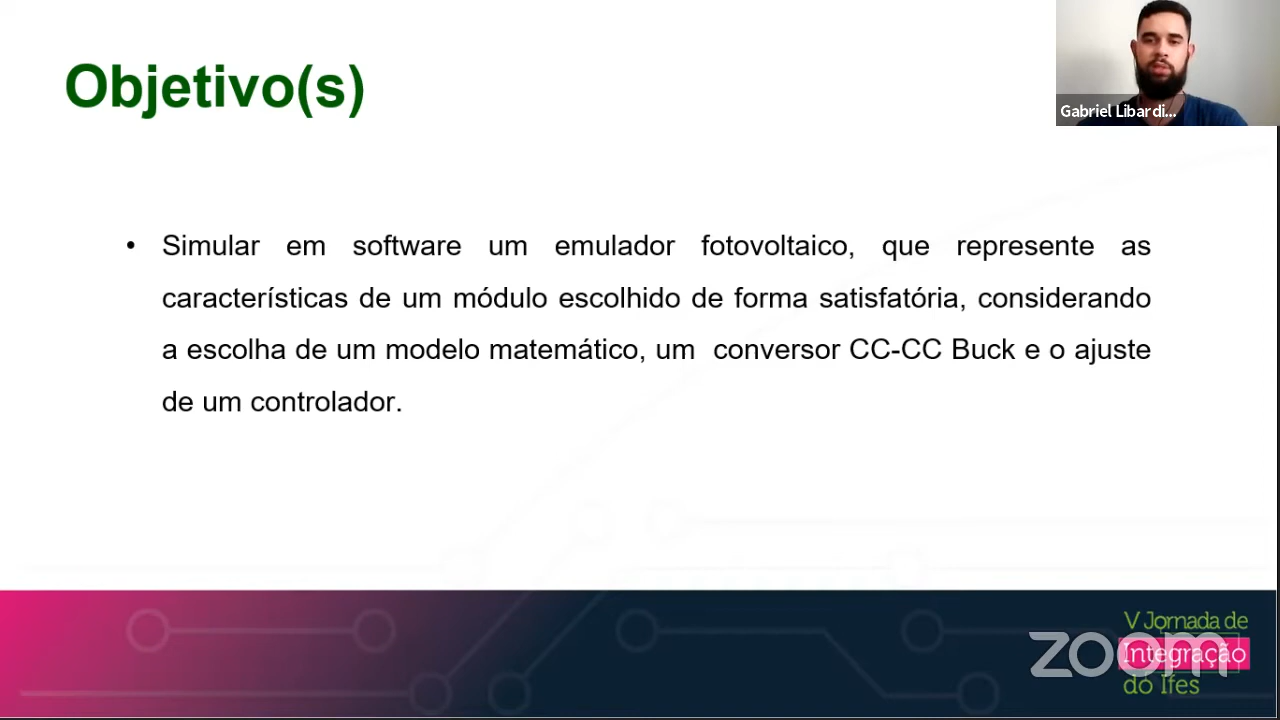 Objetivo(s)
Gabriel Libardi...
• Simular em software um emulador fotovoltaico, que represente as
características de um módulo escolhido de forma satisfatória, considerando
a escolha de um modelo matemático, um conversor CC-CC Buck e o ajuste
de um controlador.
V Jornada de
Integração
do Ifes
zoom